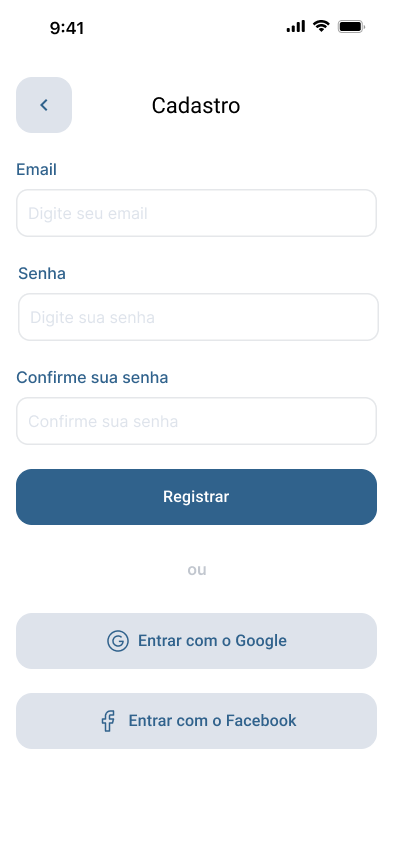 9:41
Cadastro
Email
Digite seu email
Senha
Digite sua senha
Confirme sua senha
Confirme sua senha
Registrar
ou
Entrar com o Google
Entrar com o Facebook